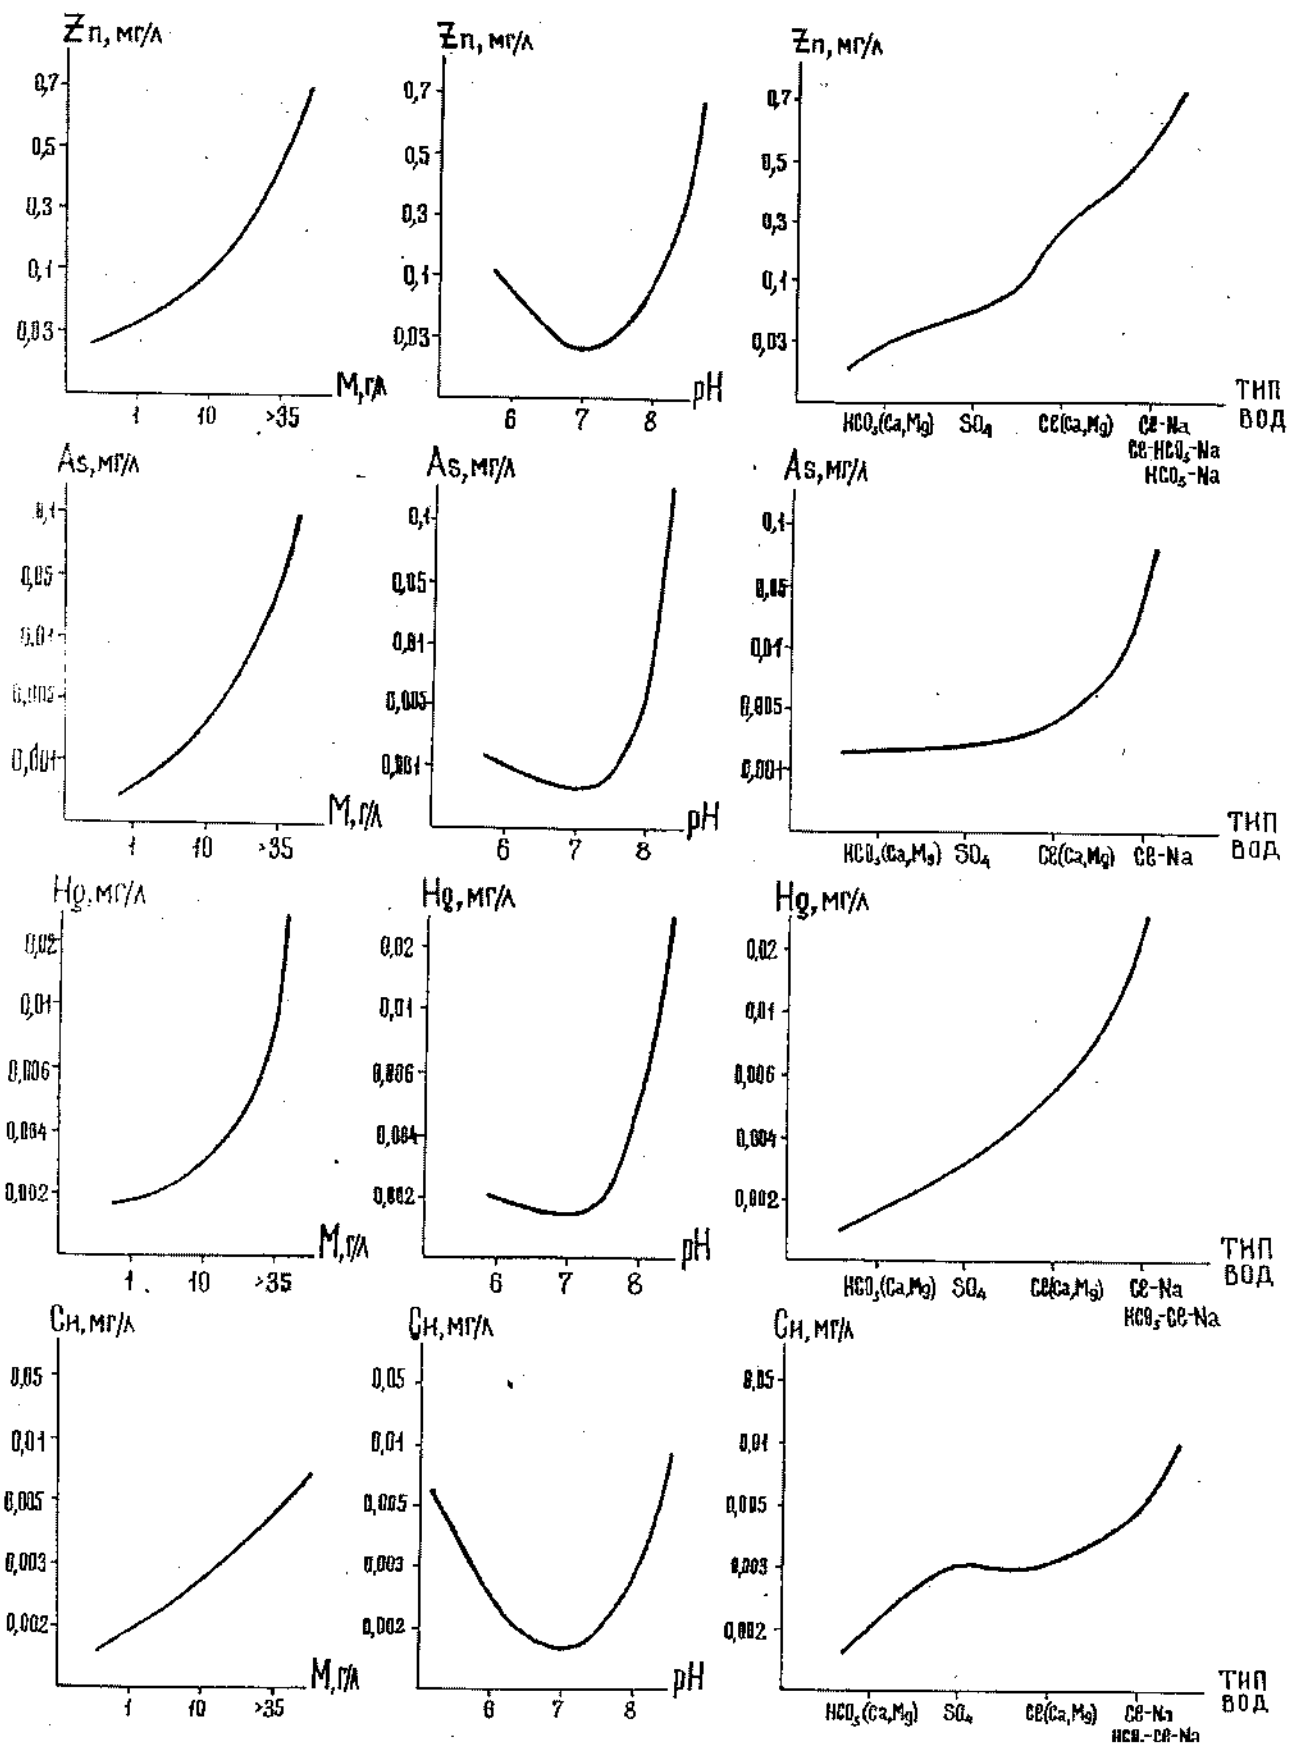 Zn, мг/л
0,7
0,5
0,3
0,1
0,03
1
10
>35
М, г/л
Zn, мг/л
0,7
0,5
0,3
0,1
0,03
6
7
8
pH
Zn, мг/л
0,7
0,5
0,3
0,1
0,03
HCO₃(Ca,Mg)
SO₄
Cl(Ca,Mg)
Cl-Na
Cl-HCO₃-Na
HCO₃-Na
ТИП
ВОД
As, мг/л
0,1
0,05
0,01
0,005
0,001
1
10
>35
М, г/л
As, мг/л
0,1
0,05
0,01
0,005
0,001
6
7
8
pH
As, мг/л
0,1
0,05
0,01
0,005
0,001
HCO₃(Ca,Mg)
SO₄
Cl(Ca,Mg)
Cl-Na
ТИП
ВОД
Hg, мг/л
0,02
0,01
0,006
0,004
0,002
1
10
>35
М, г/л
Hg, мг/л
0,02
0,01
0,006
0,004
0,002
6
7
8
pH
Hg, мг/л
0,02
0,01
0,006
0,004
0,002
HCO₃(Ca,Mg)
SO₄
Cl(Ca,Mg)
Cl-Na
HCO₃-Cl-Na
ТИП
ВОД
Сн, мг/л
0,05
0,01
0,005
0,003
0,002
1
10
>35
М, г/л
Сн, мг/л
0,05
0,01
0,005
0,003
0,002
6
7
8
pH
Сн, мг/л
0,05
0,01
0,005
0,003
0,002
HCO₃(Ca,Mg)
SO₄
Cl(Ca,Mg)
Cl-Na
HCO₃-Cl-Na
ТИП
ВОД